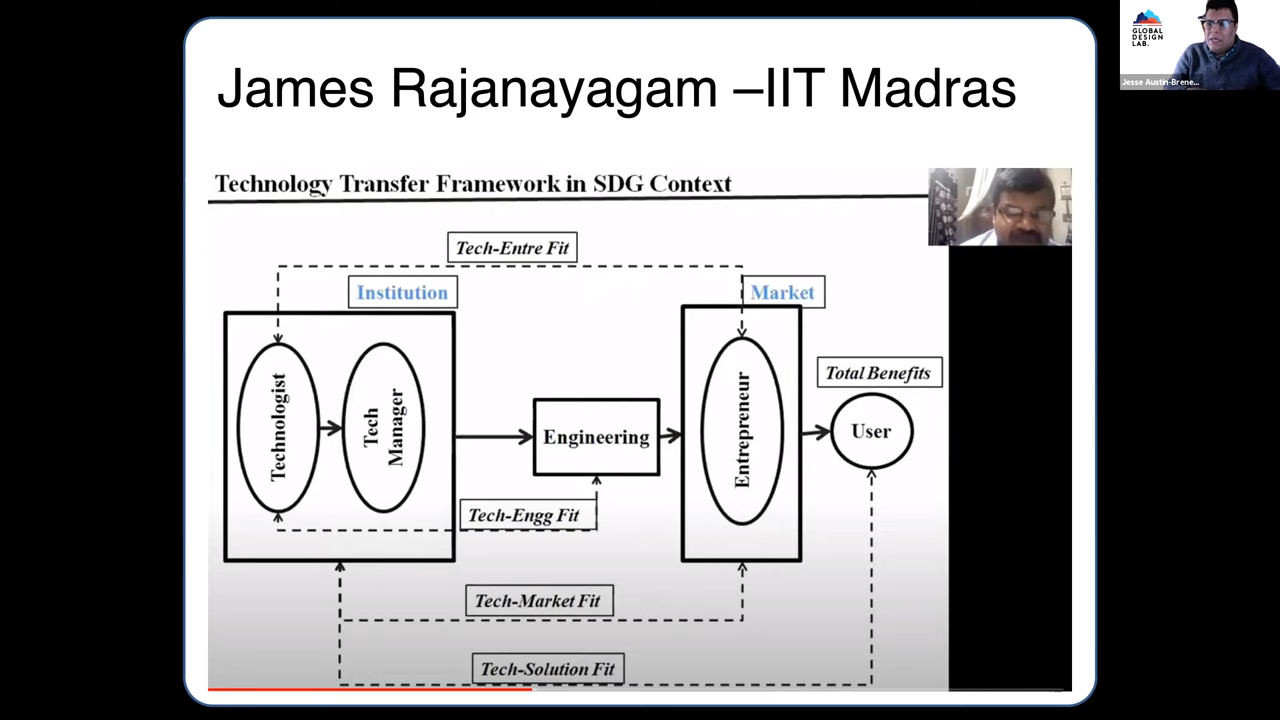 James Rajanayagam –IIT Madras
GLOBAL
DESIGN
LAB.
Jesse Austin-Brene...
Technology Transfer Framework in SDG Context
Tech-Entre Fit
Institution
Market
Technologist
Tech
Manager
Engineering
Entrepreneur
Total Benefits
User
Tech-Engg Fit
Tech-Market Fit
Tech-Solution Fit